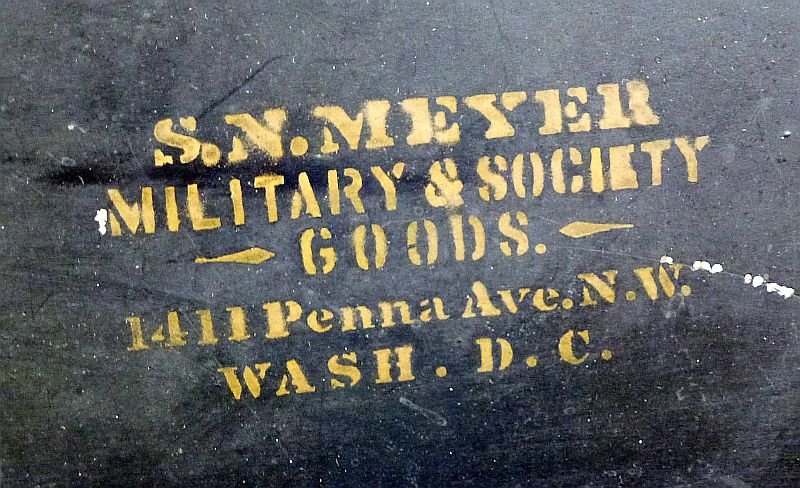 S.N. MEYER
MILITARY & SOCIETY
GOODS.
1411 Penna Ave. N.W.
WASH. D. C.